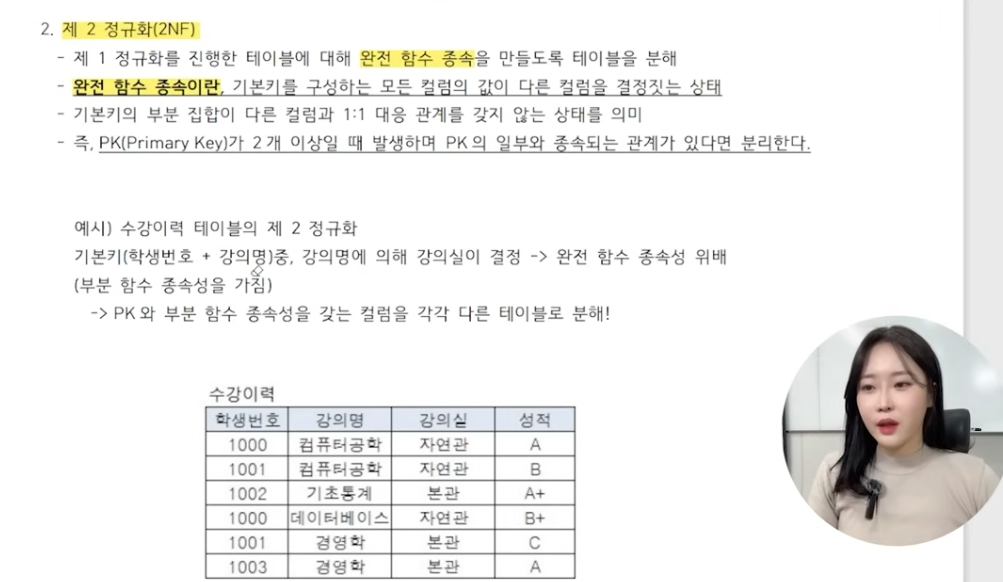 2. 제 2 정규화(2NF)
- 제 1 정규화를 진행한 테이블에 대해 완전 함수 종속을 만들도록 테이블을 분해
- 완전 함수 종속이란, 기본키를 구성하는 모든 컬럼의 값이 다른 컬럼을 결정짓는 상태
- 기본키의 부분 집합이 다른 컬럼과 1:1 대응 관계를 갖지 않는 상태를 의미
- 즉, PK(Primary Key)가 2개 이상일 때 발생하며 PK의 일부와 종속되는 관계가 있다면 분리한다.
예시) 수강이력 테이블의 제 2 정규화
기본키(학생번호 + 강의명)중, 강의명에 의해 강의실이 결정 -> 완전 함수 종속성 위배
(부분 함수 종속성을 가짐)
-> PK와 부분 함수 종속성을 갖는 컬럼을 각각 다른 테이블로 분해!
수강이력
학생번호 강의명 강의실 성적
1000 컴퓨터공학 자연관 A
1001 컴퓨터공학 자연관 B
1002 기초통계 본관 A+
1000 데이터베이스 자연관 B+
1001 경영학 본관 C
1003 경영학 본관 A